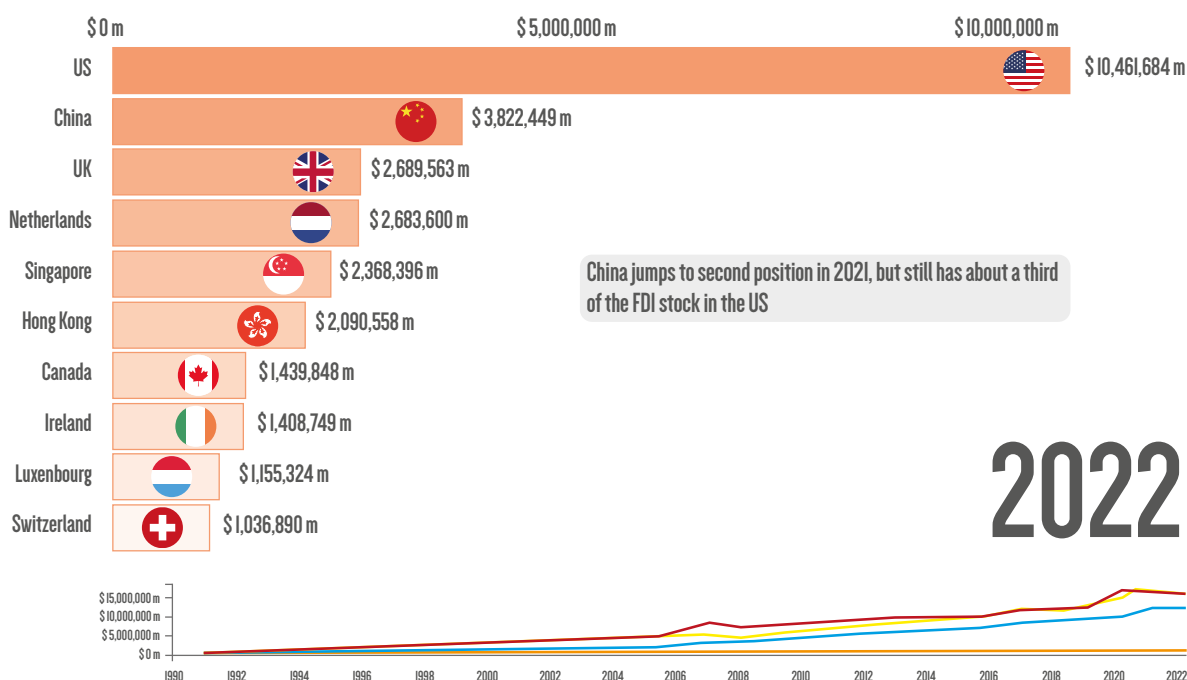 $ 0 m $ 5,000,000 m $ 10,000,000 m
US $ 10,461,684 m
China $ 3,822,449 m
UK $ 2,689,563 m
Netherlands $ 2,683,600 m
Singapore $ 2,368,396 m
Hong Kong $ 2,090,558 m
Canada $ 1,439,848 m
Ireland $ 1,408,749 m
Luxenbourg $ 1,155,324 m
Switzerland $ 1,036,890 m
China jumps to second position in 2021, but still has about a third
of the FDI stock in the US
2022
$ 15,000,000 m
$ 10,000,000 m
$ 5,000,000 m
$ 0 m
1990 1992 1994 1996 1998 2000 2002 2004 2006 2008 2010 2012 2014 2016 2018 2020 2022